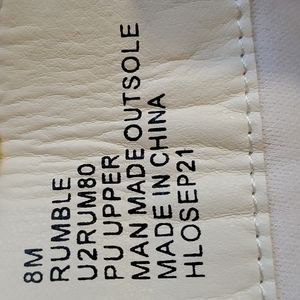 8M
RUMBLE
U2RUM80
PU UPPER
MAN MADE OUTSOLE
MADE IN CHINA
HLOSEP21